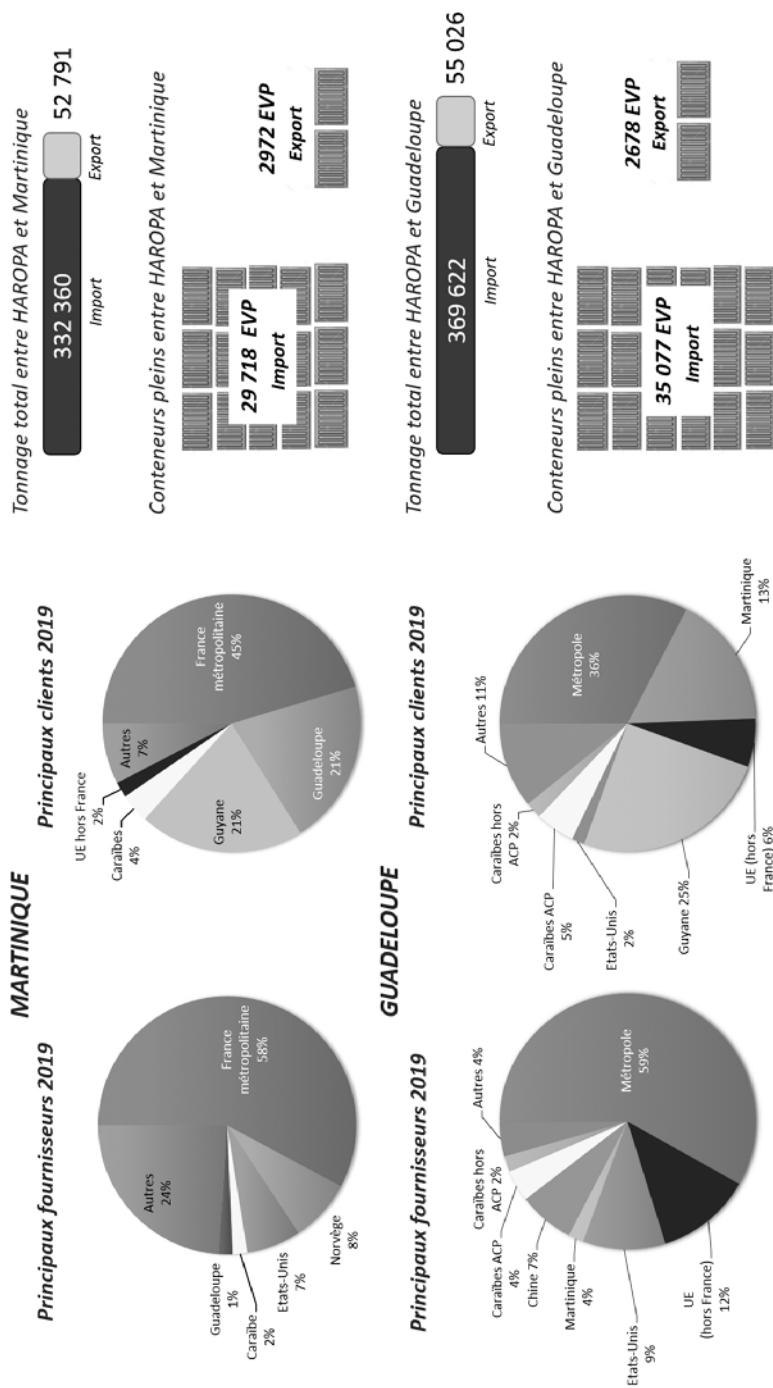 MARTINIQUE
Principaux fournisseurs 2019
Autres
24%
France
métropolitaine
58%
Guadeloupe
1%
Caraïbe
2%
Etats-Unis
7%
Norvège
8%
Principaux clients 2019
UE hors France
2%
Autres
7%
Caraïbes
4%
France
métropolitaine
45%
Guyane
21%
Guadeloupe
21%
Tonnage total entre HAROPA et Martinique
332 360
52 791
Import
Export
Conteneurs pleins entre HAROPA et Martinique
29 718 EVP
Import
2972 EVP
Export
GUADELOUPE
Principaux fournisseurs 2019
Autres 4%
Caraïbes hors
ACP 2%
Caraïbes ACP
4%
Chine 7%
Martinique
4%
Métropole
59%
Etats-Unis
9%
UE
(hors France)
12%
Principaux clients 2019
Autres 11%
Caraïbes hors
ACP 2%
Métropole
36%
Caraïbes ACP
5%
Etats-Unis
2%
Guyane 25%
UE (hors
France) 6%
Martinique
13%
Tonnage total entre HAROPA et Guadeloupe
369 622
55 026
Import
Export
Conteneurs pleins entre HAROPA et Guadeloupe
35 077 EVP
Import
2678 EVP
Export